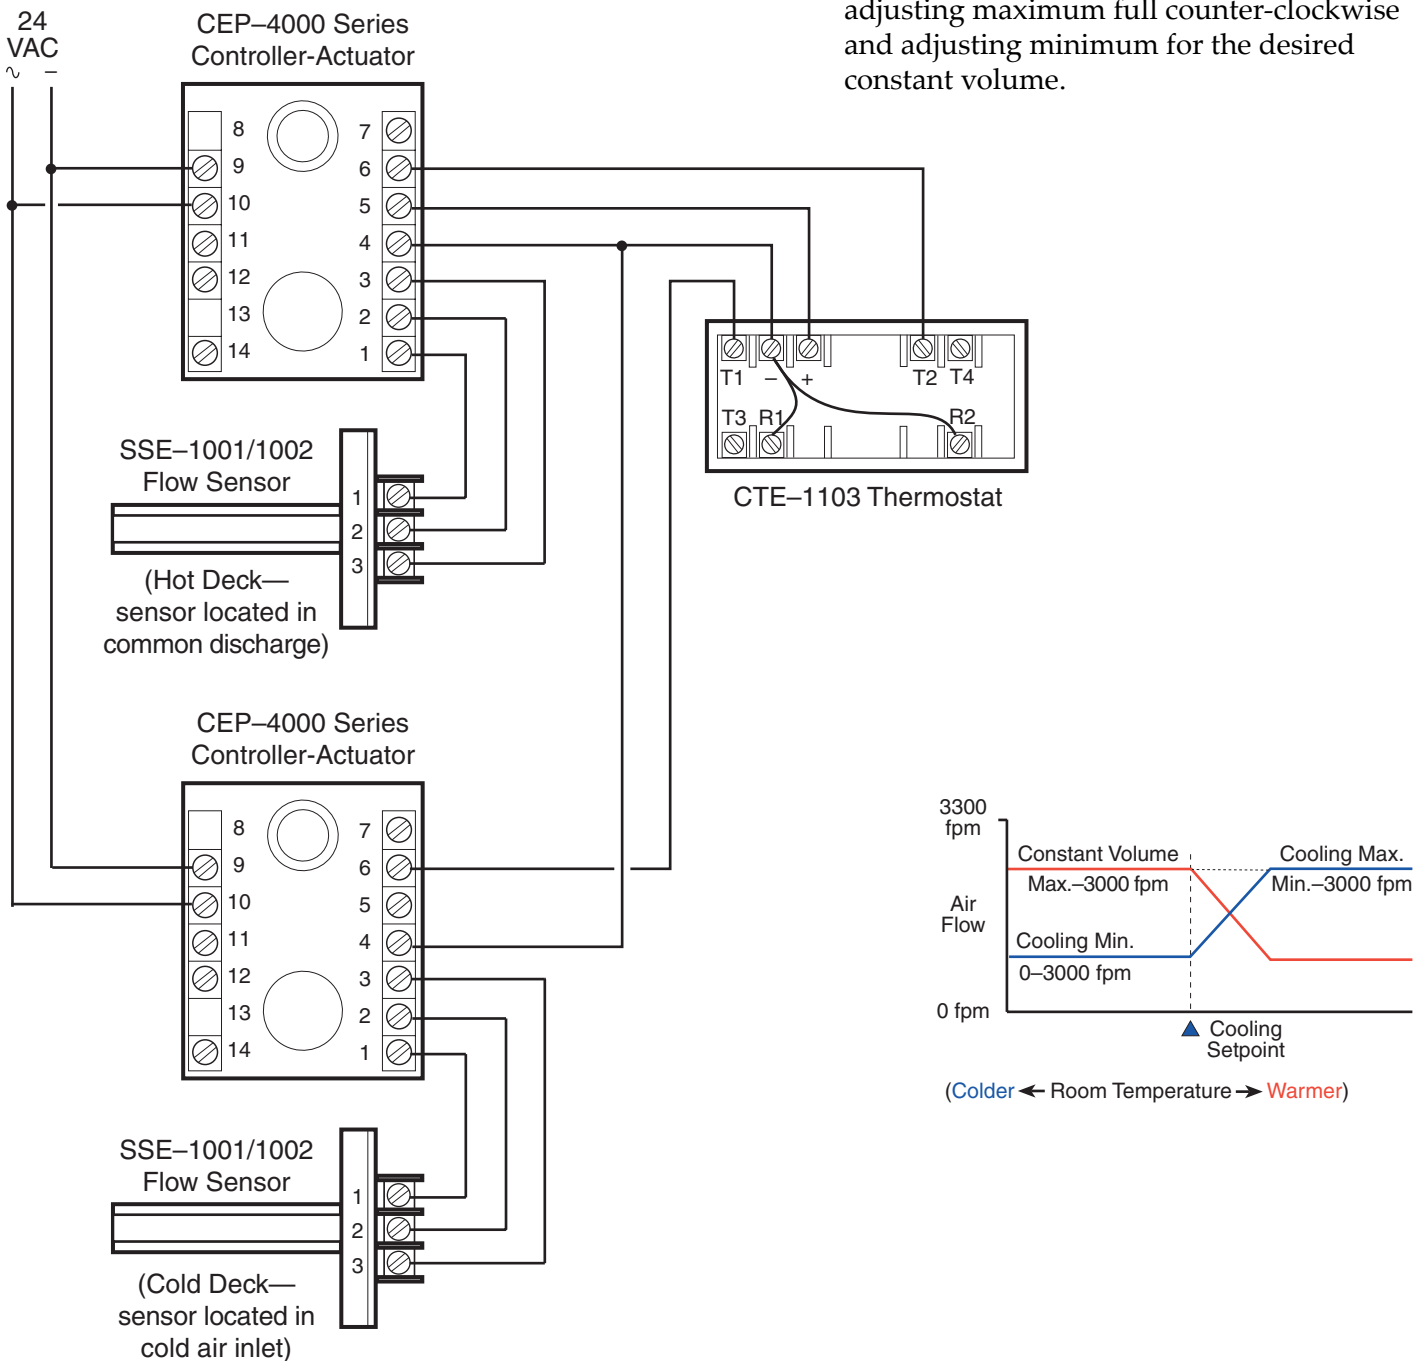 adjusting maximum full counter-clockwise
and adjusting minimum for the desired
constant volume.
24
VAC
~ –
CEP–4000 Series
Controller-Actuator
8 7
9 6
10 5
11 4
12 3
13 2
14 1
T1 – + T2 T4
T3 R1 R2
CTE–1103 Thermostat
SSE–1001/1002
Flow Sensor
1
2
3
(Hot Deck—
sensor located in
common discharge)
CEP–4000 Series
Controller-Actuator
8 7
9 6
10 5
11 4
12 3
13 2
14 1
SSE–1001/1002
Flow Sensor
1
2
3
(Cold Deck—
sensor located in
cold air inlet)
3300
fpm
Constant Volume Cooling Max.
Max.–3000 fpm Min.–3000 fpm
Air
Flow
Cooling Min.
0–3000 fpm
0 fpm
Cooling
Setpoint
(Colder ← Room Temperature → Warmer)